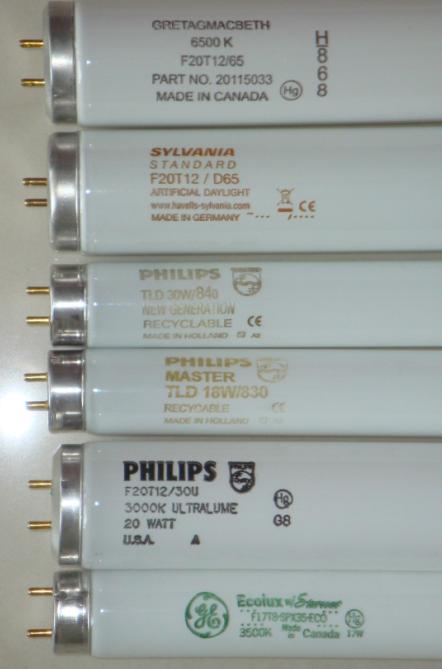 GRETAGMACBETH
6500 K
F20T12/65
PART NO. 20115033
MADE IN CANADA
Hg
H
8
6
8
SYLVANIA
STANDARD
F20T12 / D65
ARTIFICIAL DAYLIGHT
www.havells-sylvania.com
MADE IN GERMANY
CE
PHILIPS
TLD 30W/840
NEW GENERATION
RECYCLABLE CE
MADE IN HOLLAND
PHILIPS
MASTER
TLD 18W/830
RECYCABLE CE
MADE IN HOLLAND
PHILIPS
F20T12/30U
3000K ULTRALUME
20 WATT
U.S.A. A
Hg
G8
GE
Ecolux w/Starcoat
F17T8-SPX35-ECO
3500K Made in Canada 17W